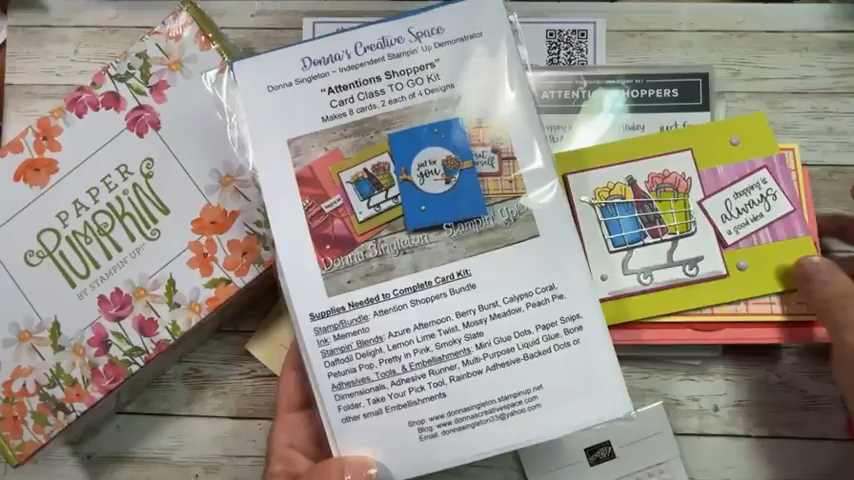 PAPER
PUMPKIN
BY STAMPIN' UP!
Donna's Creative Space
Donna Singleton ~ Independent Stampin' Up Demonstrator
"Attentions Shoppers"
Card Class TO GO Kit
Makes 8 cards, 2 each of 4 Designs
just for
you
Donna Singleton ~ Stampin' Up!
Supplies Needed to Complete Card Kit:
Stamp/Bundle: Attention Shoppers Bundle
Ink: Memento
Stampin' Blends: Azure Afternoon, Berry Burst, Calypso Coral,
Daffodil Delight, Lemon Lime Twist, Mossy Meadow, Peach Pie,
Petunia Pop, Pretty in Pink, Smoky Slate
Adhesives, Tools, & Embellishments: Mini Glue Dots, Paper Snips,
Dimensionals, Adhesive Runner, Multi-Purpose Liquid Glue, Bone
Folder, Take Your Pick Tool, Rainbow Adhesive-Backed Dots or
other small Embellishments
Shop: www.donnasingleton.stampinup.net
Blog: www.donnascreativespace.com
Email: donnasingleton33@yahoo.com
SHOPPERS
shopping is
always
a good idea